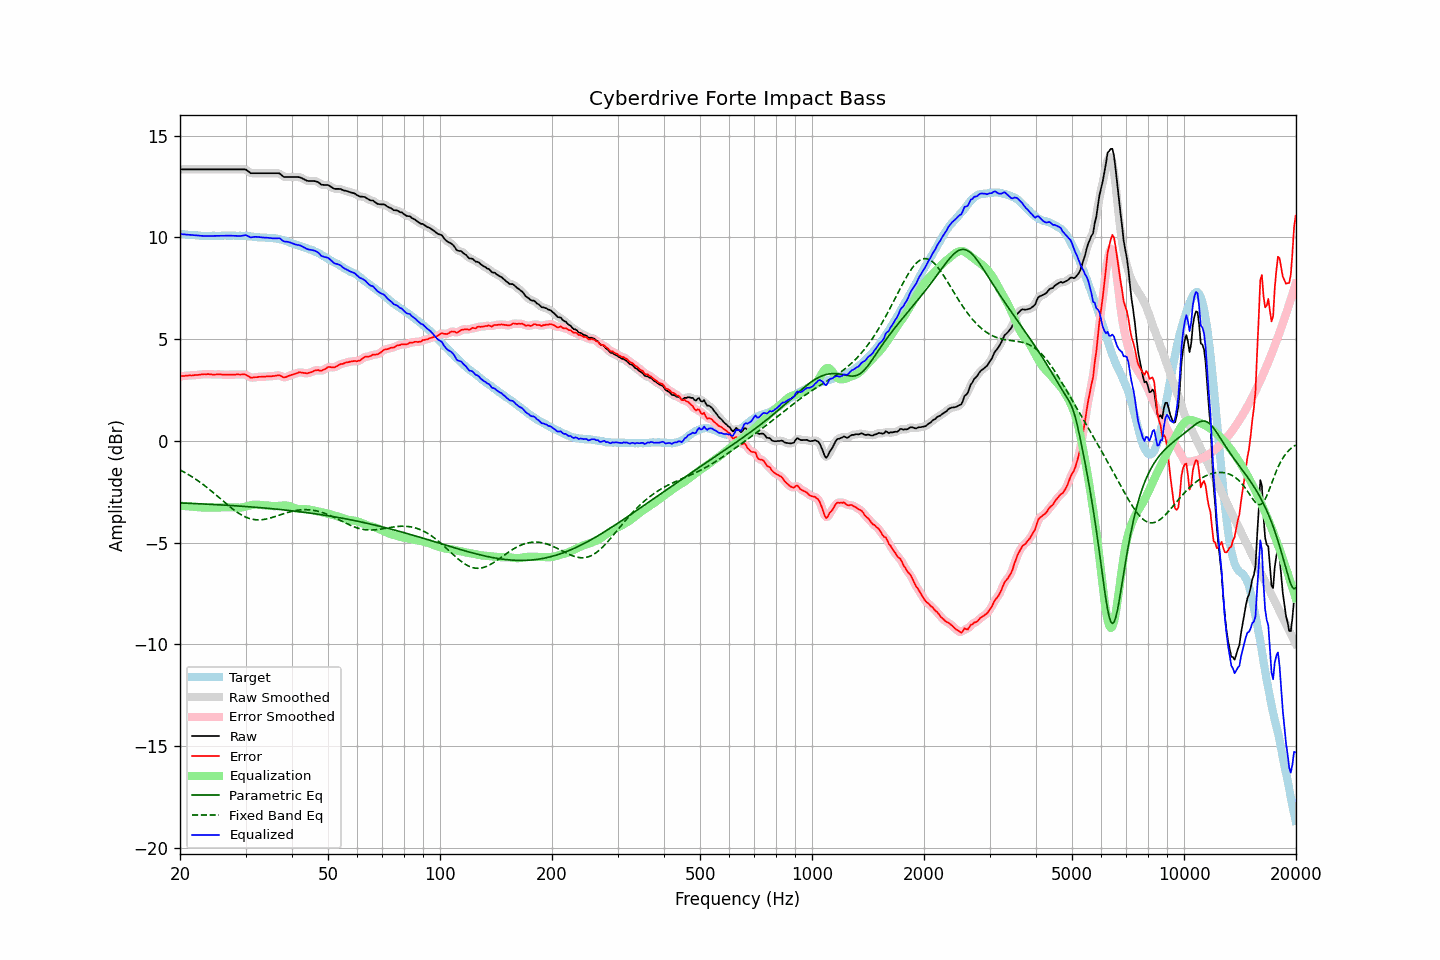 Cyberdrive Forte Impact Bass
Amplitude (dBr)
15
10
5
0
−5
−10
−15
−20
Target
Raw Smoothed
Error Smoothed
Raw
Error
Equalization
Parametric Eq
Fixed Band Eq
Equalized
20 50 100 200 500 1000 2000 5000 10000 20000
Frequency (Hz)